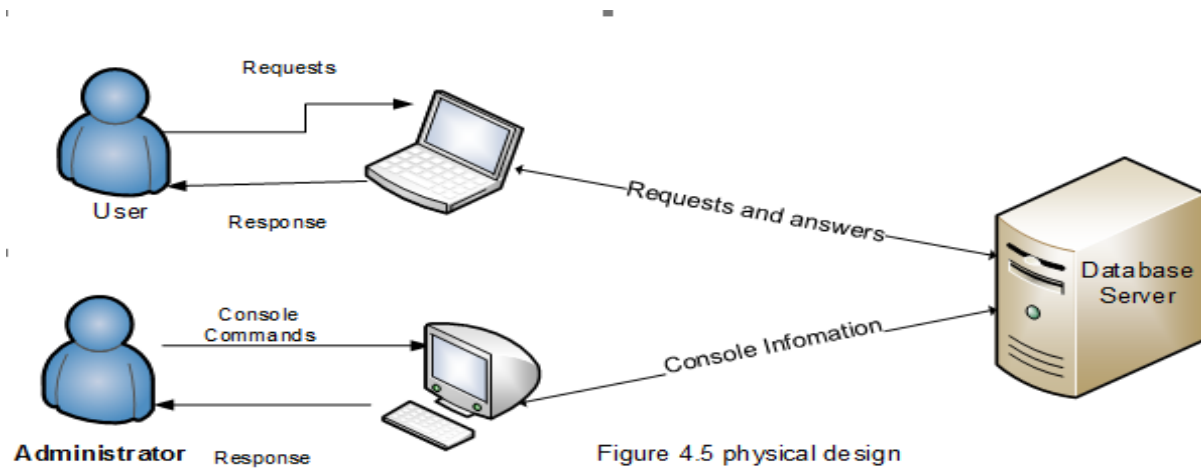 Requests
User
Response
Requests and answers
Database
Server
Console
Commands
Console Infomation
Administrator
Response
Figure 4.5 physical design